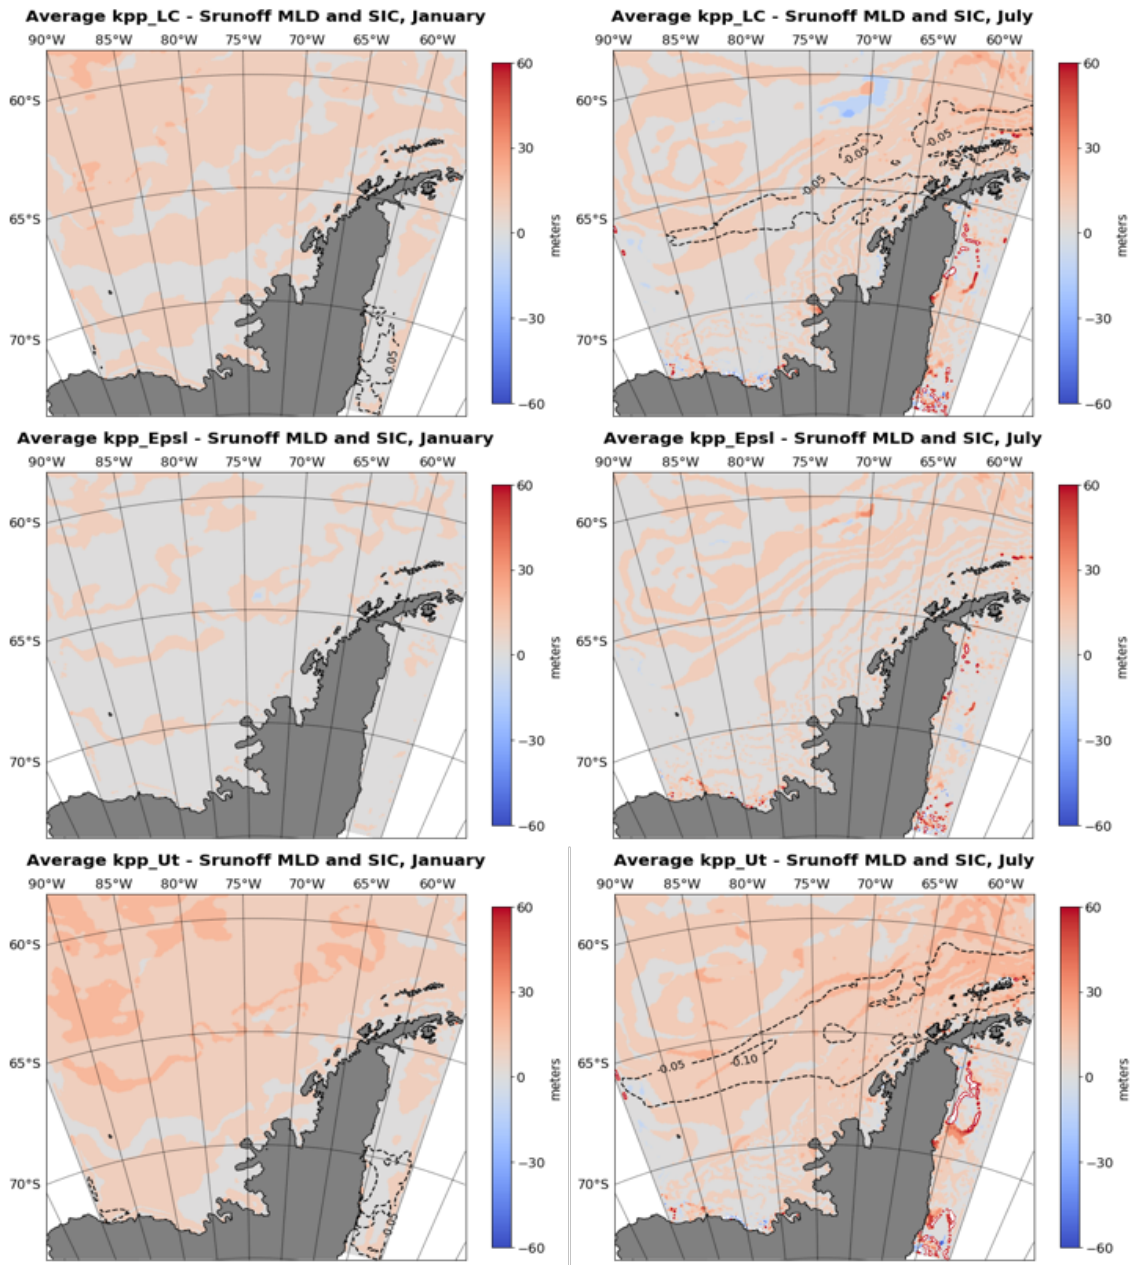 Average kpp_LC - Srunoff MLD and SIC, January
90°W 85°W 80°W 75°W 70°W 65°W 60°W
60°S
65°S
70°S
0.05
60
30
0
−30
−60
meters
Average kpp_LC - Srunoff MLD and SIC, July
90°W 85°W 80°W 75°W 70°W 65°W 60°W
60°S
65°S
70°S
-0.05
-0.05
-0.05
60
30
0
−30
−60
meters
Average kpp_Epsl - Srunoff MLD and SIC, January
90°W 85°W 80°W 75°W 70°W 65°W 60°W
60°S
65°S
70°S
60
30
0
−30
−60
meters
Average kpp_Epsl - Srunoff MLD and SIC, July
90°W 85°W 80°W 75°W 70°W 65°W 60°W
60°S
65°S
70°S
60
30
0
−30
−60
meters
Average kpp_Ut - Srunoff MLD and SIC, January
90°W 85°W 80°W 75°W 70°W 65°W 60°W
60°S
65°S
70°S
60
30
0
−30
−60
meters
Average kpp_Ut - Srunoff MLD and SIC, July
90°W 85°W 80°W 75°W 70°W 65°W 60°W
60°S
65°S
70°S
-0.05
-0.10
60
30
0
−30
−60
meters